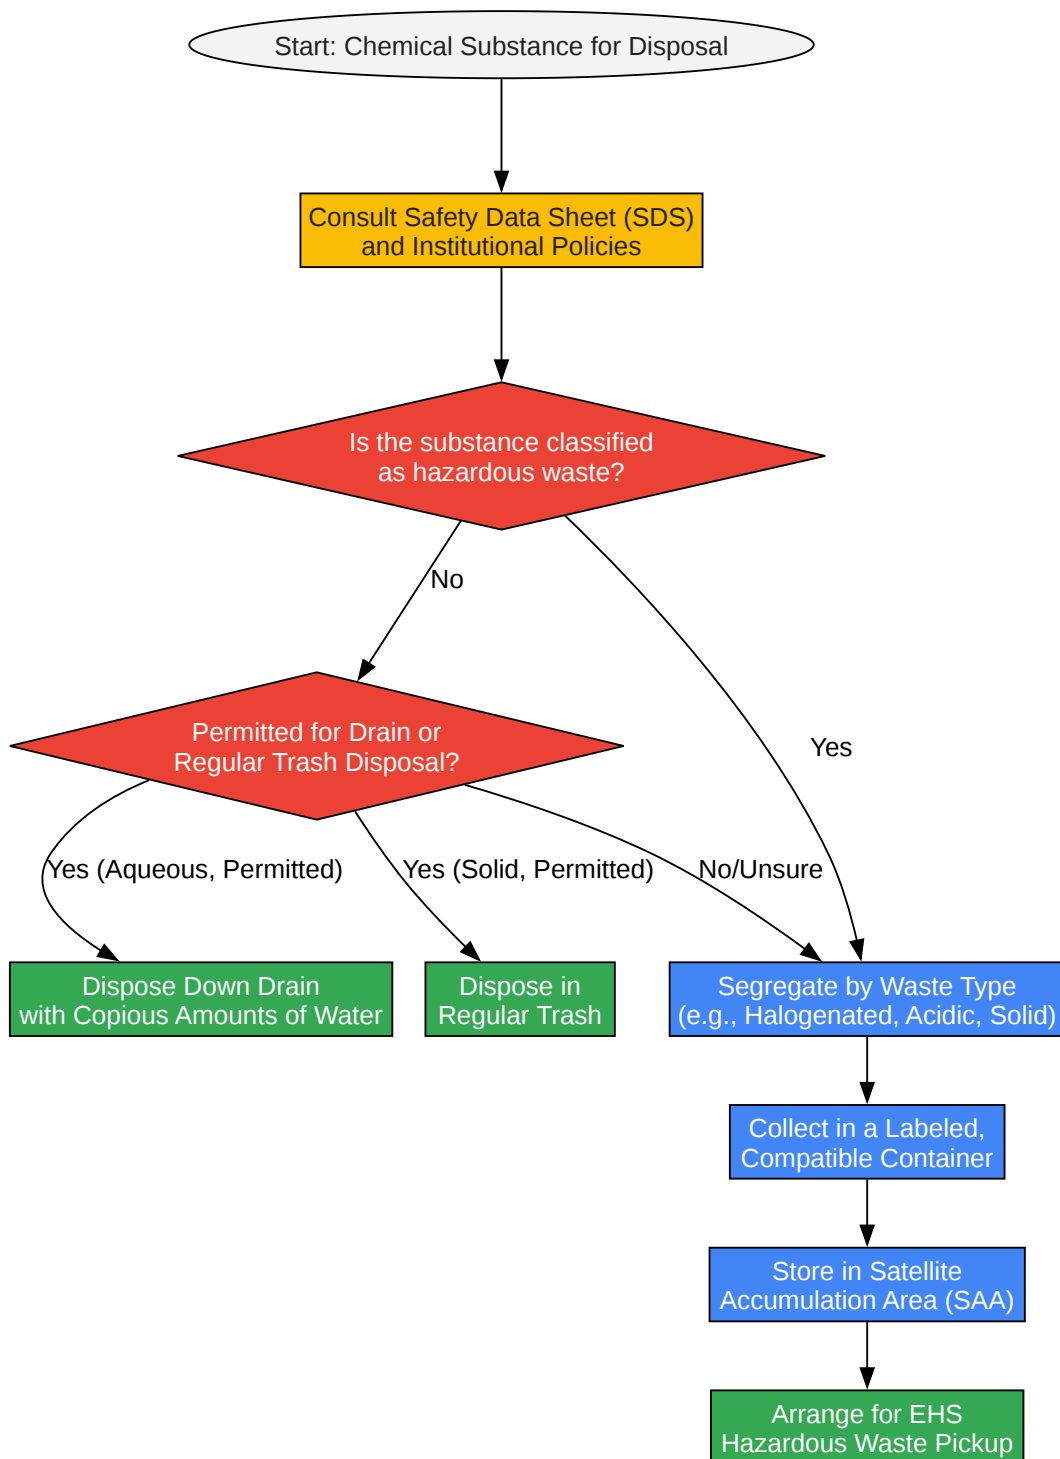 Start: Chemical Substance for Disposal
Consult Safety Data Sheet (SDS)
and Institutional Policies
Is the substance classified
as hazardous waste?
No
Yes
Permitted for Drain or
Regular Trash Disposal?
Yes (Aqueous, Permitted)
Yes (Solid, Permitted)
No/Unsure
Dispose Down Drain
with Copious Amounts of Water
Dispose in
Regular Trash
Segregate by Waste Type
(e.g., Halogenated, Acidic, Solid)
Collect in a Labeled,
Compatible Container
Store in Satellite
Accumulation Area (SAA)
Arrange for EHS
Hazardous Waste Pickup